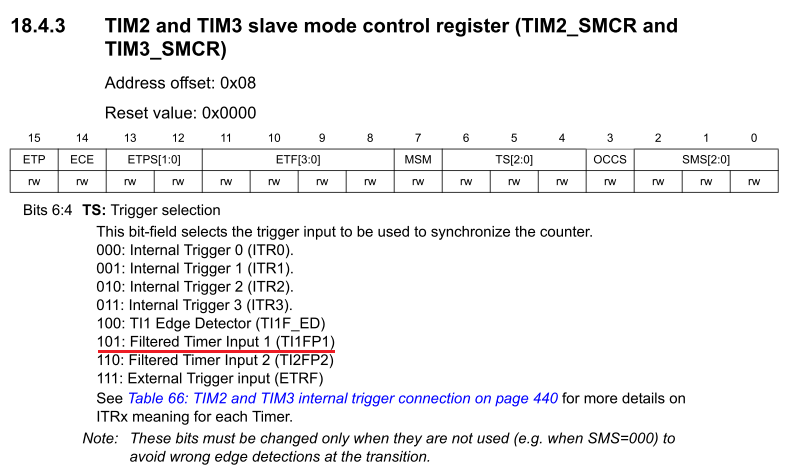 18.4.3 TIM2 and TIM3 slave mode control register (TIM2_SMCR and
TIM3_SMCR)
Address offset: 0x08
Reset value: 0x0000
15 14 13 12 11 10 9 8 7 6 5 4 3 2 1 0
ETP ECE ETPS[1:0] ETF[3:0] MSM TS[2:0] OCCS SMS[2:0]
rw rw rw rw rw rw rw rw rw rw rw rw rw rw rw rw
Bits 6:4 TS: Trigger selection
This bit-field selects the trigger input to be used to synchronize the counter.
000: Internal Trigger 0 (ITR0).
001: Internal Trigger 1 (ITR1).
010: Internal Trigger 2 (ITR2).
011: Internal Trigger 3 (ITR3).
100: TI1 Edge Detector (TI1F_ED)
101: Filtered Timer Input 1 (TI1FP1)
110: Filtered Timer Input 2 (TI2FP2)
111: External Trigger input (ETRF)
See Table 66: TIM2 and TIM3 internal trigger connection on page 440 for more details on
ITRx meaning for each Timer.
Note: These bits must be changed only when they are not used (e.g. when SMS=000) to
avoid wrong edge detections at the transition.